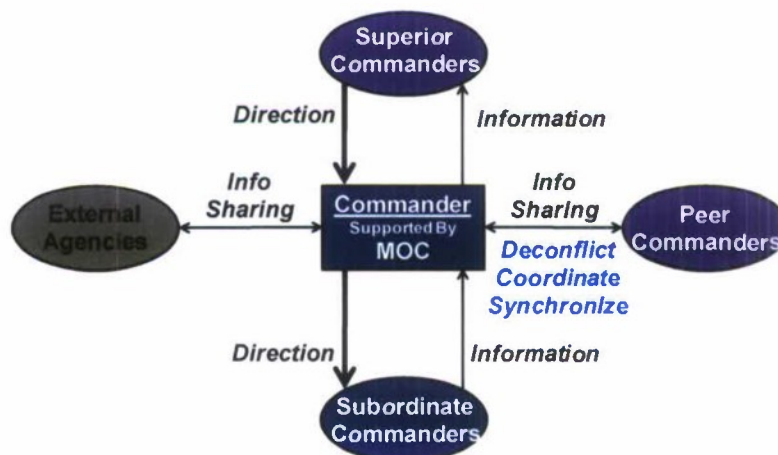 Superior
Commanders
Direction
Information
Info
Sharing
External
Agencies
Commander
Supported By
MOC
Info
Sharing
Peer
Commanders
Deconflict
Coordinate
Synchronize
Direction
Information
Subordinate
Commanders